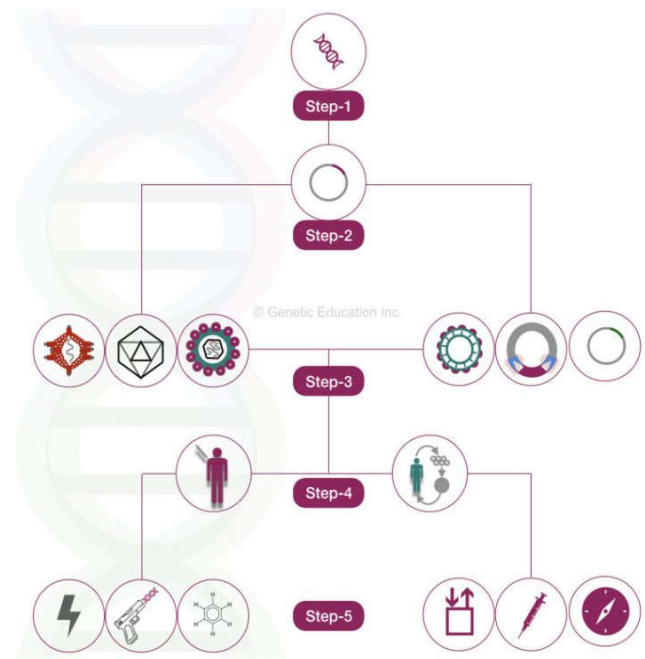 Step-1
Step-2
© Genetic Education Inc.
Step-3
Step-4
H
H
H
H
H
H
Step-5